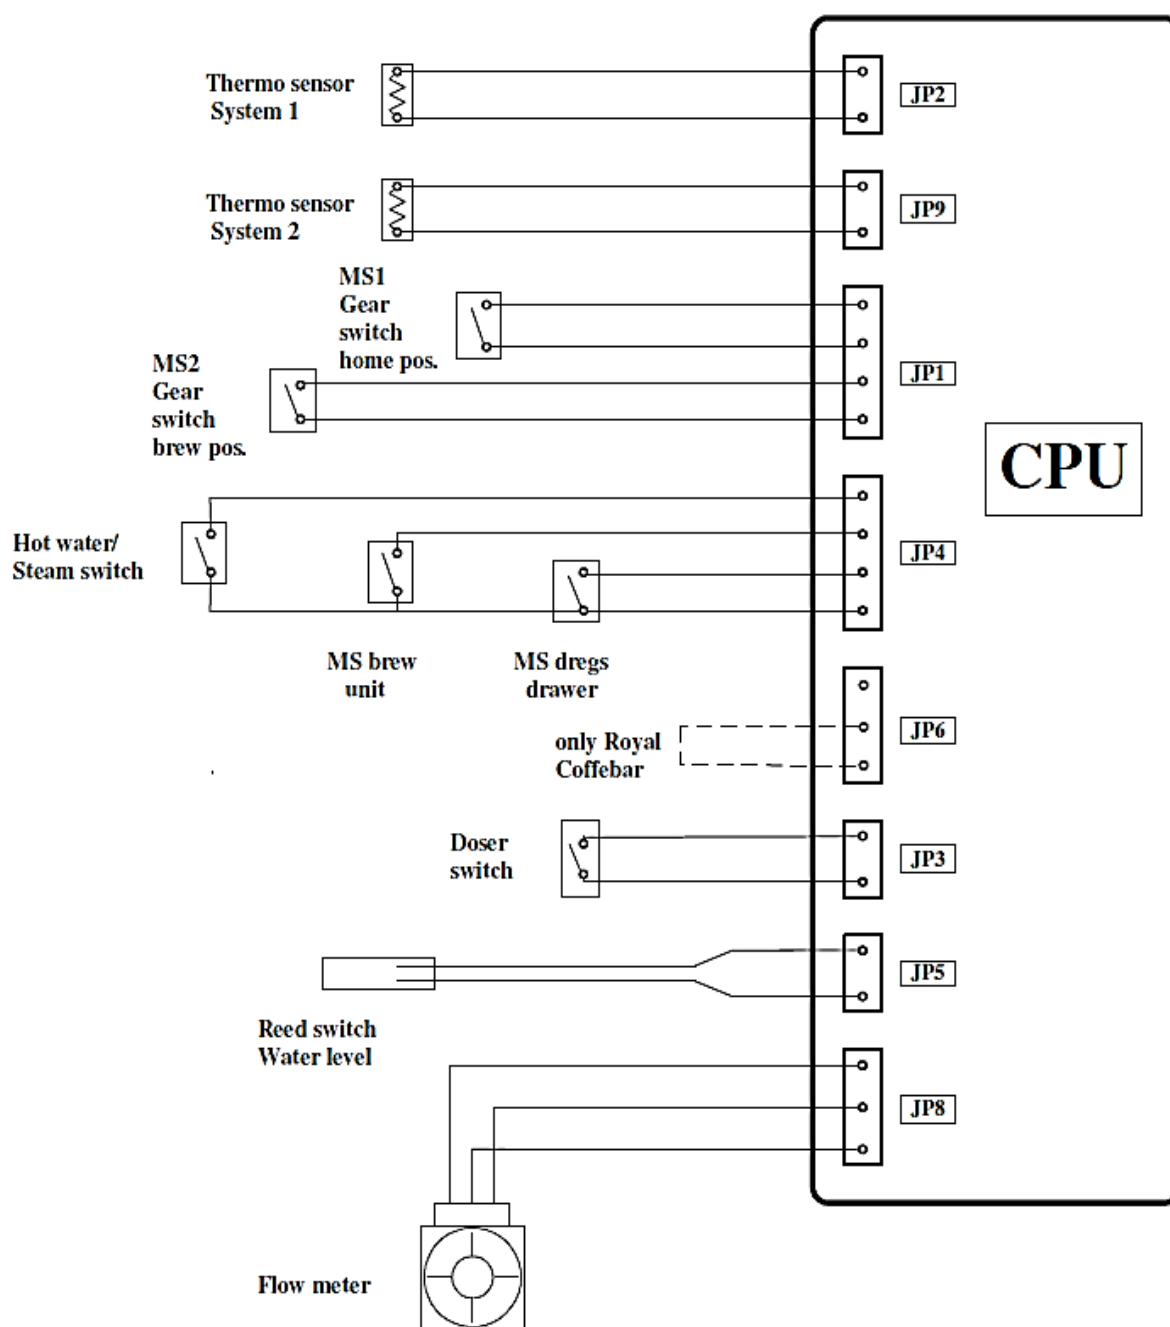 Thermo sensor
System 1
JP2
Thermo sensor
System 2
JP9
MS1
Gear
switch
home pos.
MS2
Gear
switch
brew pos.
JP1
CPU
Hot water/
Steam switch
MS brew
unit
MS dregs
drawer
JP4
only Royal
Coffebar
JP6
Doser
switch
JP3
Reed switch
Water level
JP5
Flow meter
JP8